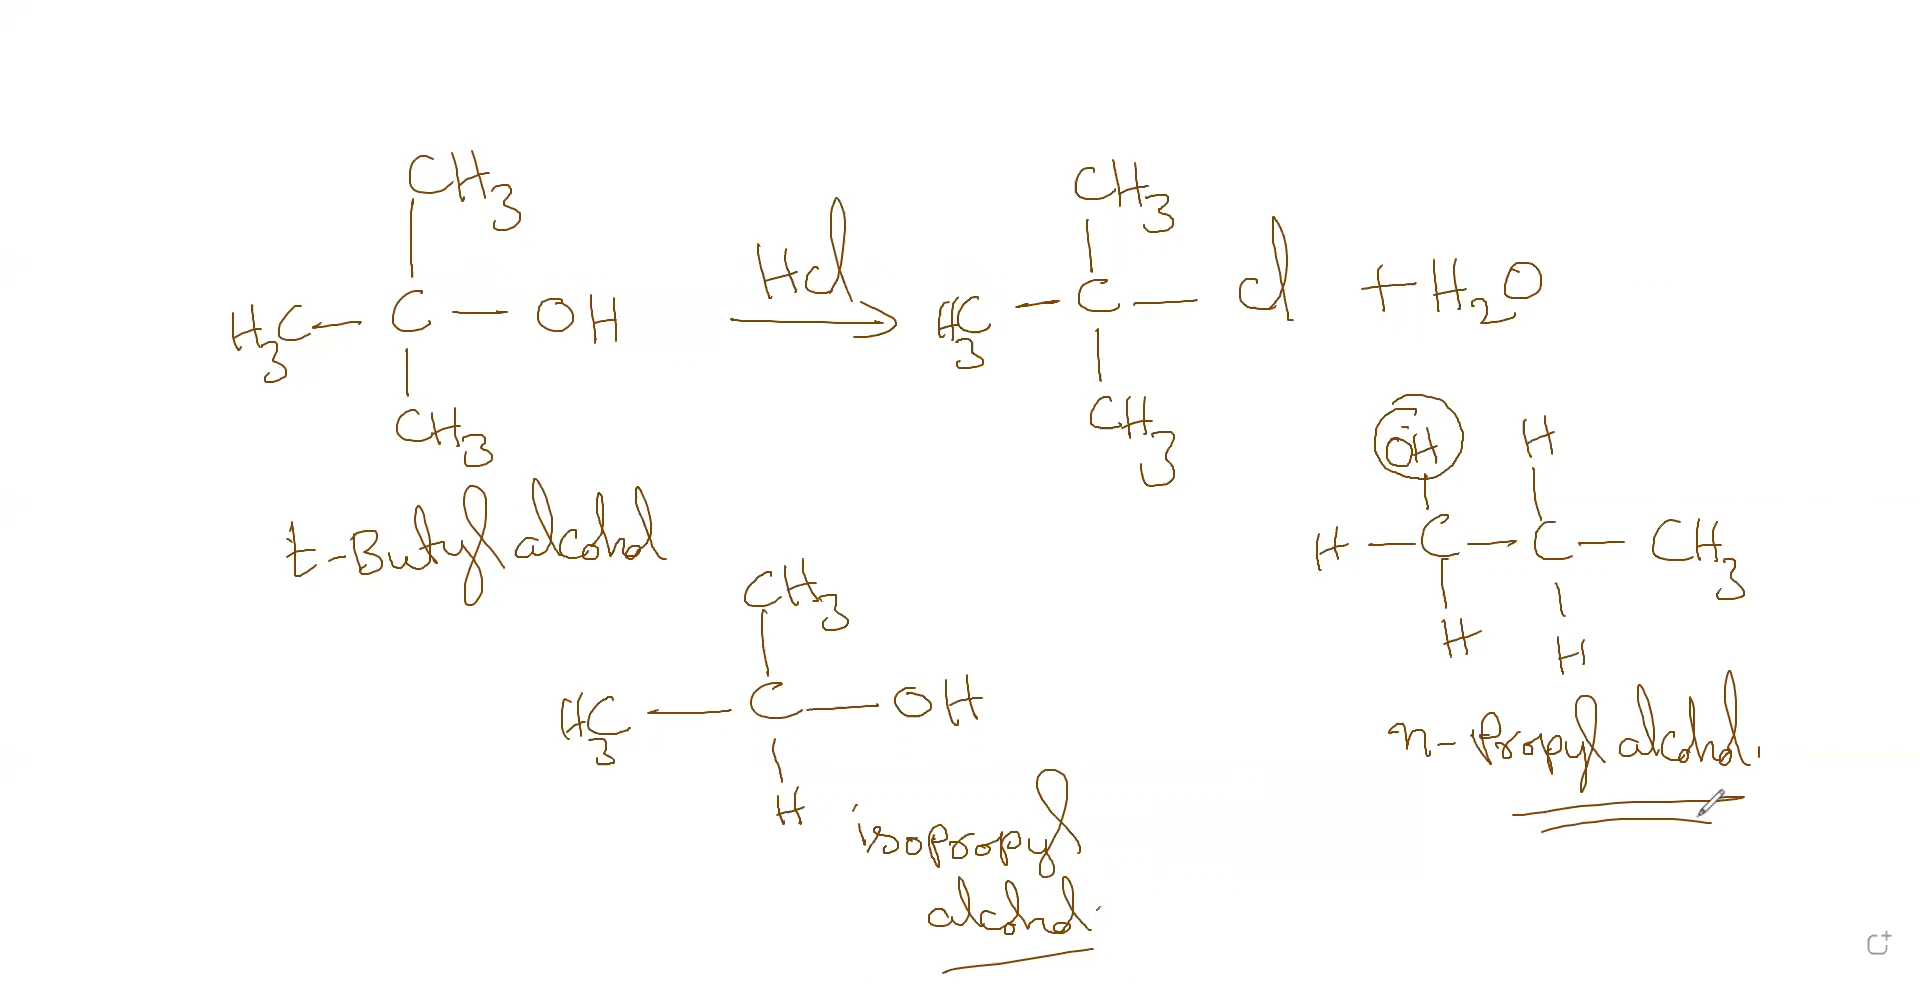 CH3
H3C - C - OH
CH3
t-Butyl alcohol
HCl
CH3
H3C - C - Cl + H2O
CH3
OH H
H - C - C - CH3
H H
n-Propyl alcohol.
CH3
H3C - C - OH
H
isopropyl
alcohol.